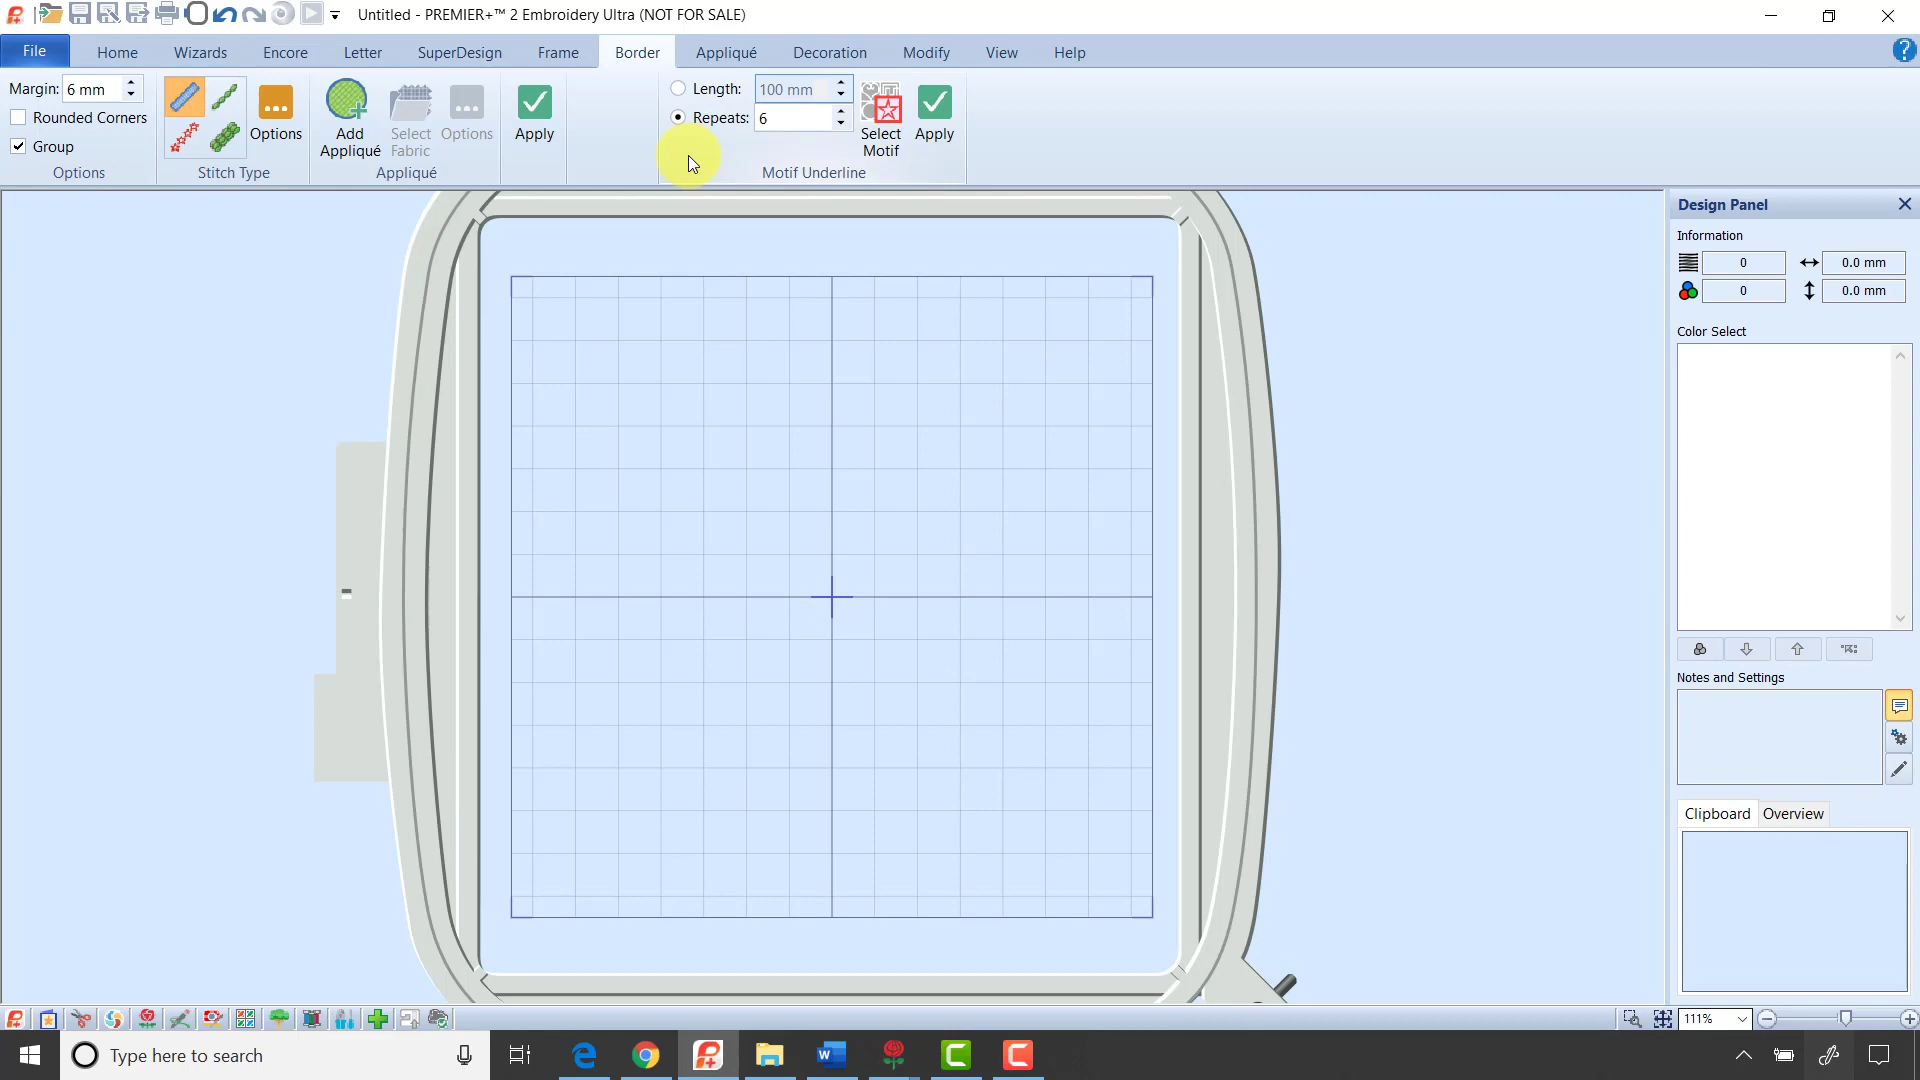 Untitled - PREMIER+™ 2 Embroidery Ultra (NOT FOR SALE)
File Home Wizards Encore Letter SuperDesign Frame Border Appliqué Decoration Modify View Help
Margin: 6 mm
Rounded Corners
Group
Options
Options
Stitch Type
Add Appliqué
Select Fabric
Options
Appliqué
Apply
Length: 100 mm
Repeats: 6
Select Motif
Apply
Motif Underline
Design Panel
Information
0 0.0 mm
0 0.0 mm
Color Select
Notes and Settings
Clipboard Overview
111%
Type here to search